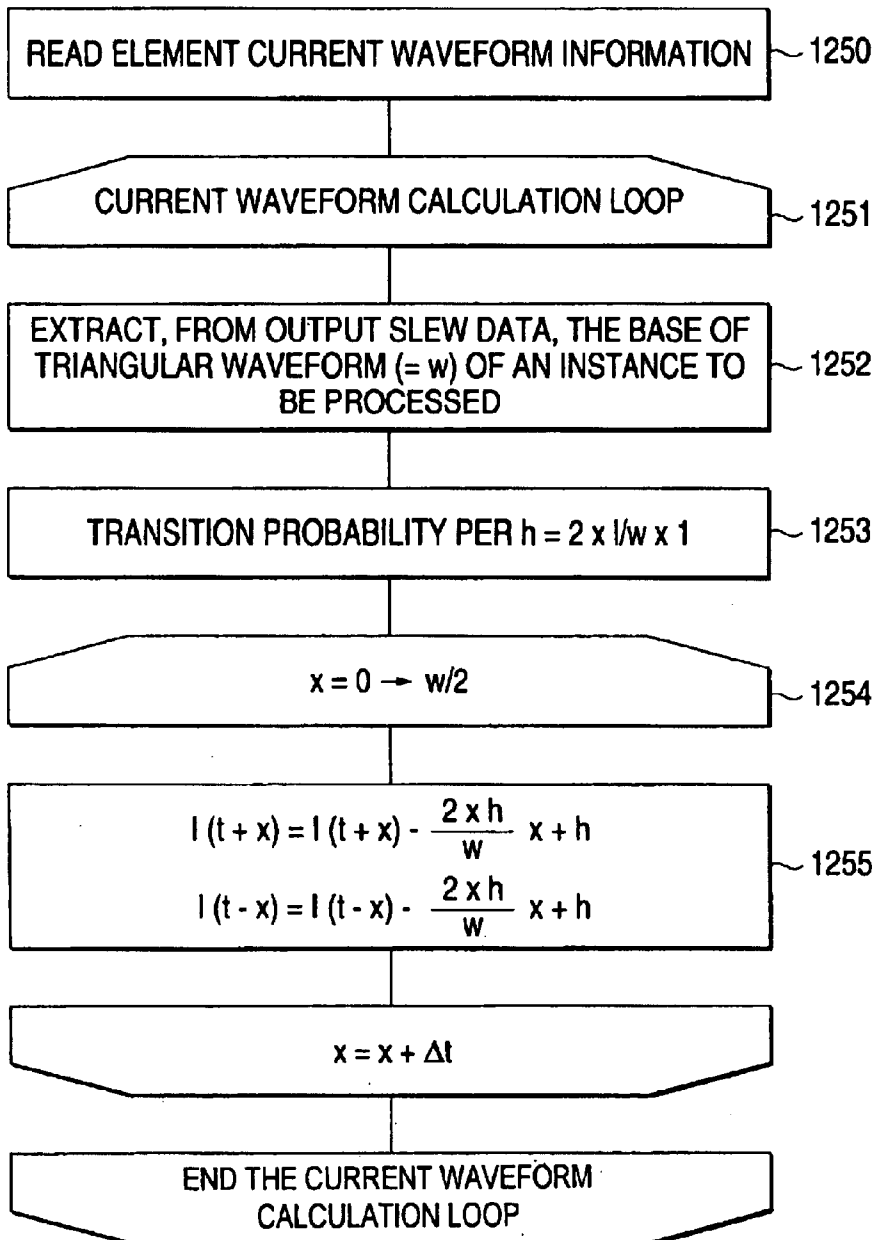 READ ELEMENT CURRENT WAVEFORM INFORMATION
1250
CURRENT WAVEFORM CALCULATION LOOP
1251
EXTRACT, FROM OUTPUT SLEW DATA, THE BASE OF
TRIANGULAR WAVEFORM (= w) OF AN INSTANCE TO
BE PROCESSED
1252
TRANSITION PROBABILITY PER h = 2 x I/w x 1
1253
x = 0 → w/2
1254
I (t + x) = I (t + x) - 2 x h / w x + h
I (t - x) = I (t - x) - 2 x h / w x + h
1255
x = x + Δt
END THE CURRENT WAVEFORM
CALCULATION LOOP